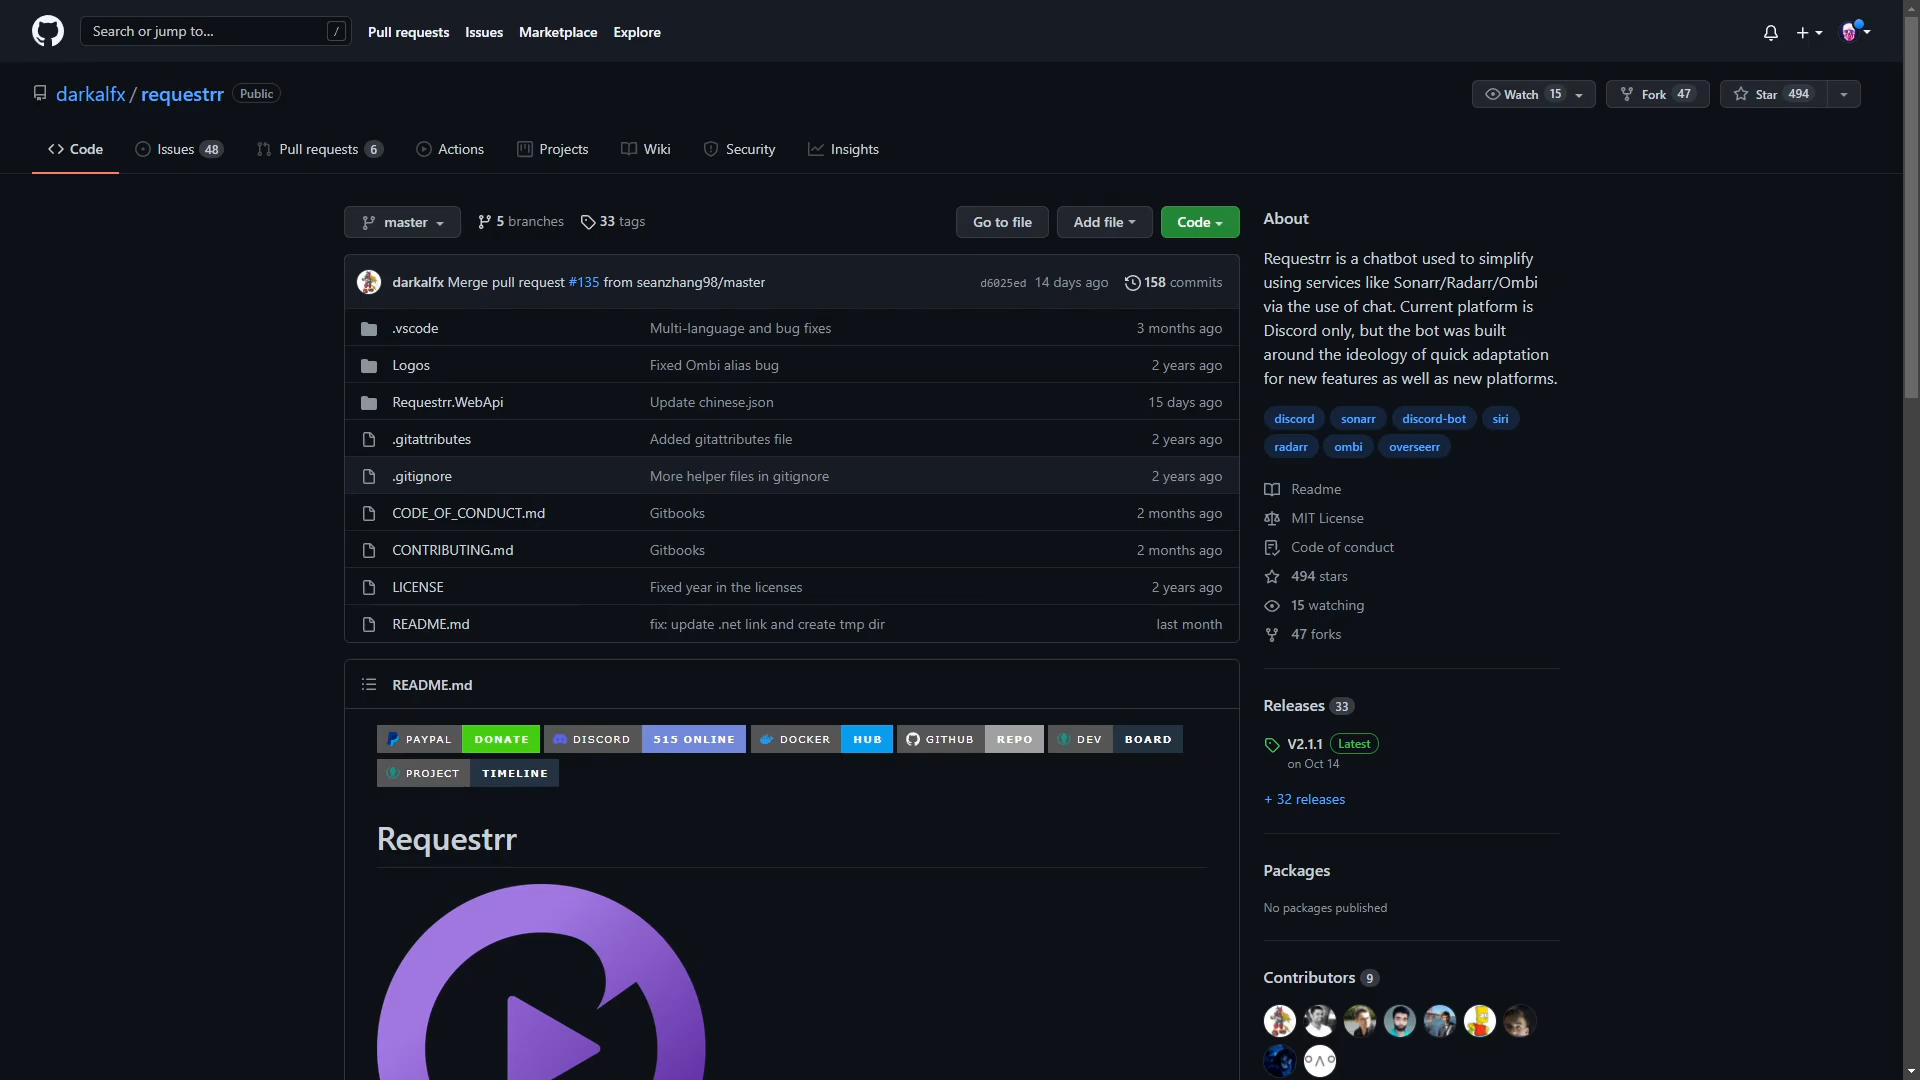 Search or jump to... /
Pull requests Issues Marketplace Explore
darkalfx / requestrr Public
Watch 15 Fork 47 Star 494
Code Issues 48 Pull requests 6 Actions Projects Wiki Security Insights
master 5 branches 33 tags Go to file Add file Code
darkalfx Merge pull request #135 from seanzhang98/master d6025ed 14 days ago 158 commits
.vscode Multi-language and bug fixes 3 months ago
Logos Fixed Ombi alias bug 2 years ago
Requestrr.WebApi Update chinese.json 15 days ago
.gitattributes Added gitattributes file 2 years ago
.gitignore More helper files in gitignore 2 years ago
CODE_OF_CONDUCT.md Gitbooks 2 months ago
CONTRIBUTING.md Gitbooks 2 months ago
LICENSE Fixed year in the licenses 2 years ago
README.md fix: update .net link and create tmp dir last month
README.md
PAYPAL DONATE DISCORD 515 ONLINE DOCKER HUB GITHUB REPO DEV BOARD
PROJECT TIMELINE
Requestrr
About
Requestrr is a chatbot used to simplify
using services like Sonarr/Radarr/Ombi
via the use of chat. Current platform is
Discord only, but the bot was built
around the ideology of quick adaptation
for new features as well as new platforms.
discord sonarr discord-bot siri
radarr ombi overseerr
Readme
MIT License
Code of conduct
494 stars
15 watching
47 forks
Releases 33
V2.1.1 Latest
on Oct 14
+ 32 releases
Packages
No packages published
Contributors 9